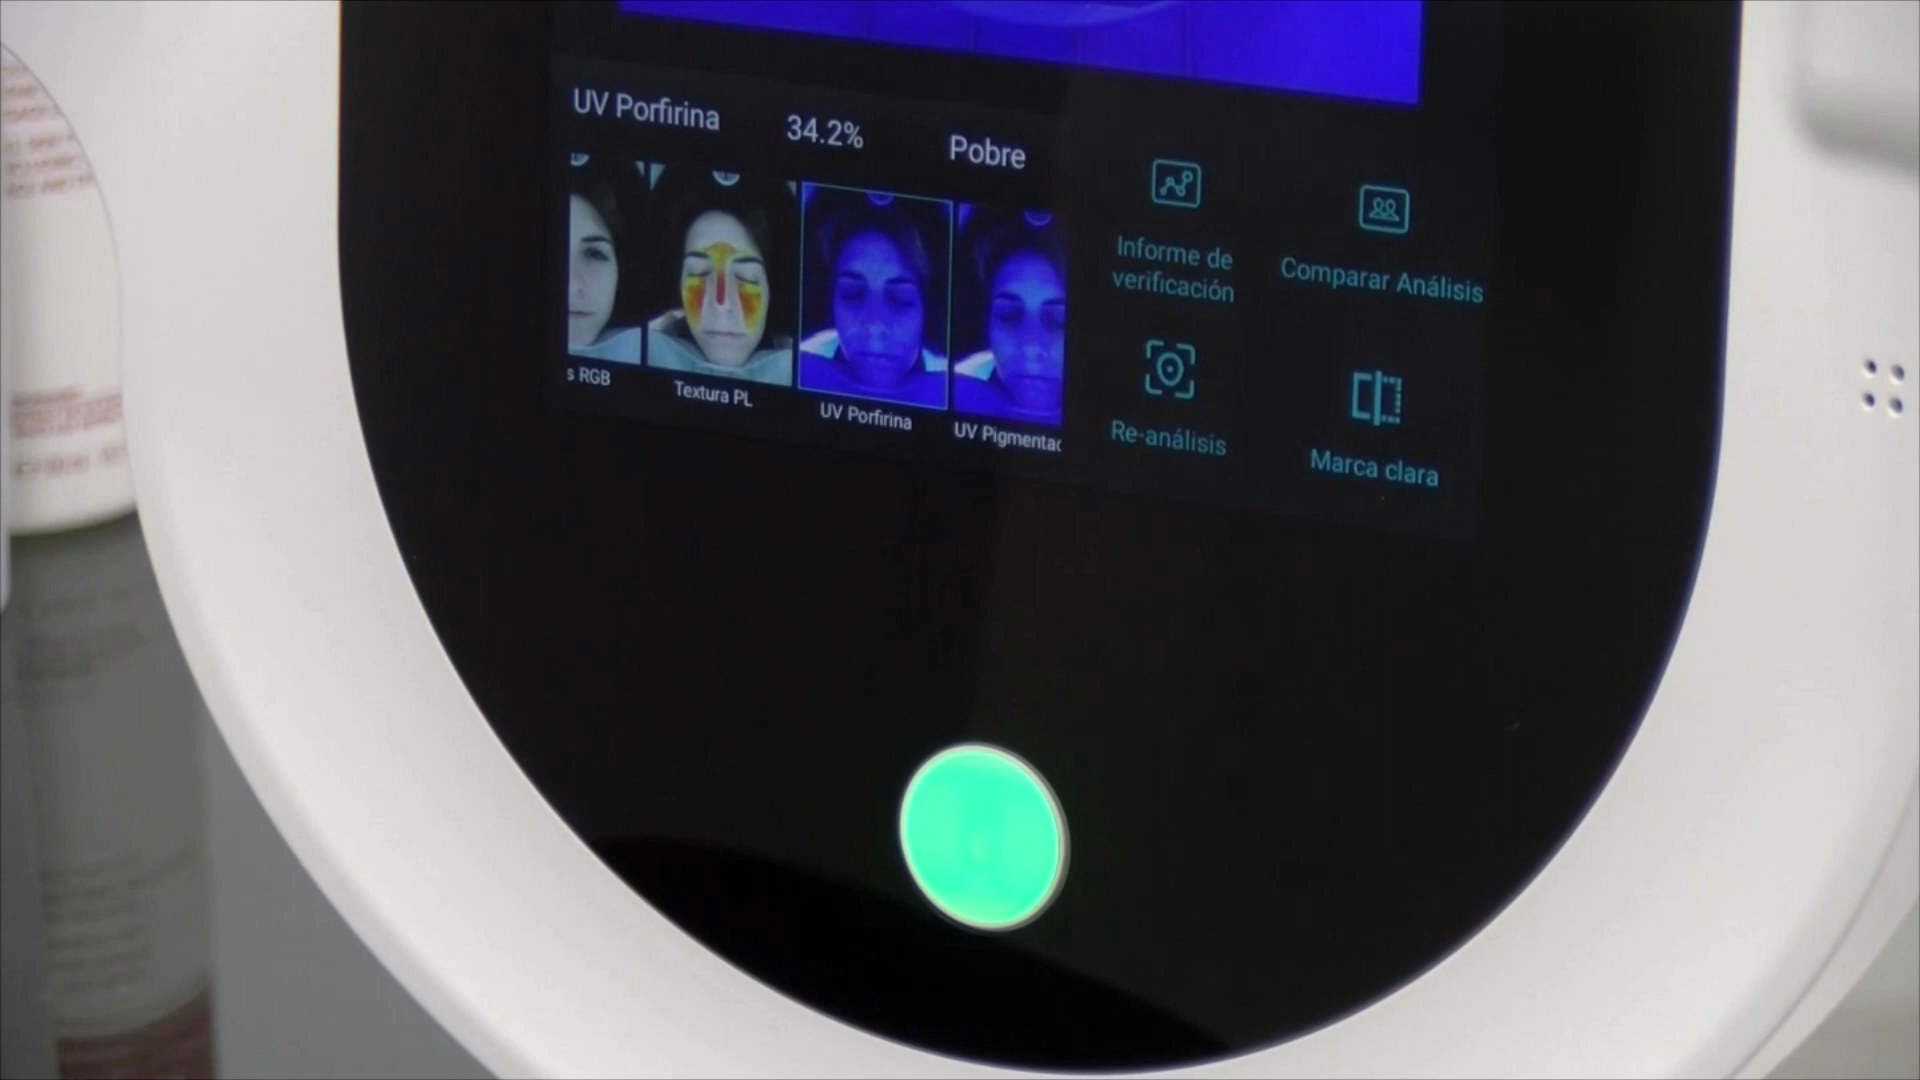 UV Porfirina 34.2% Pobre
s RGB
Textura PL
UV Porfirina
UV Pigmentac
Informe de
verificación
Comparar Análisis
Re-análisis
Marca clara